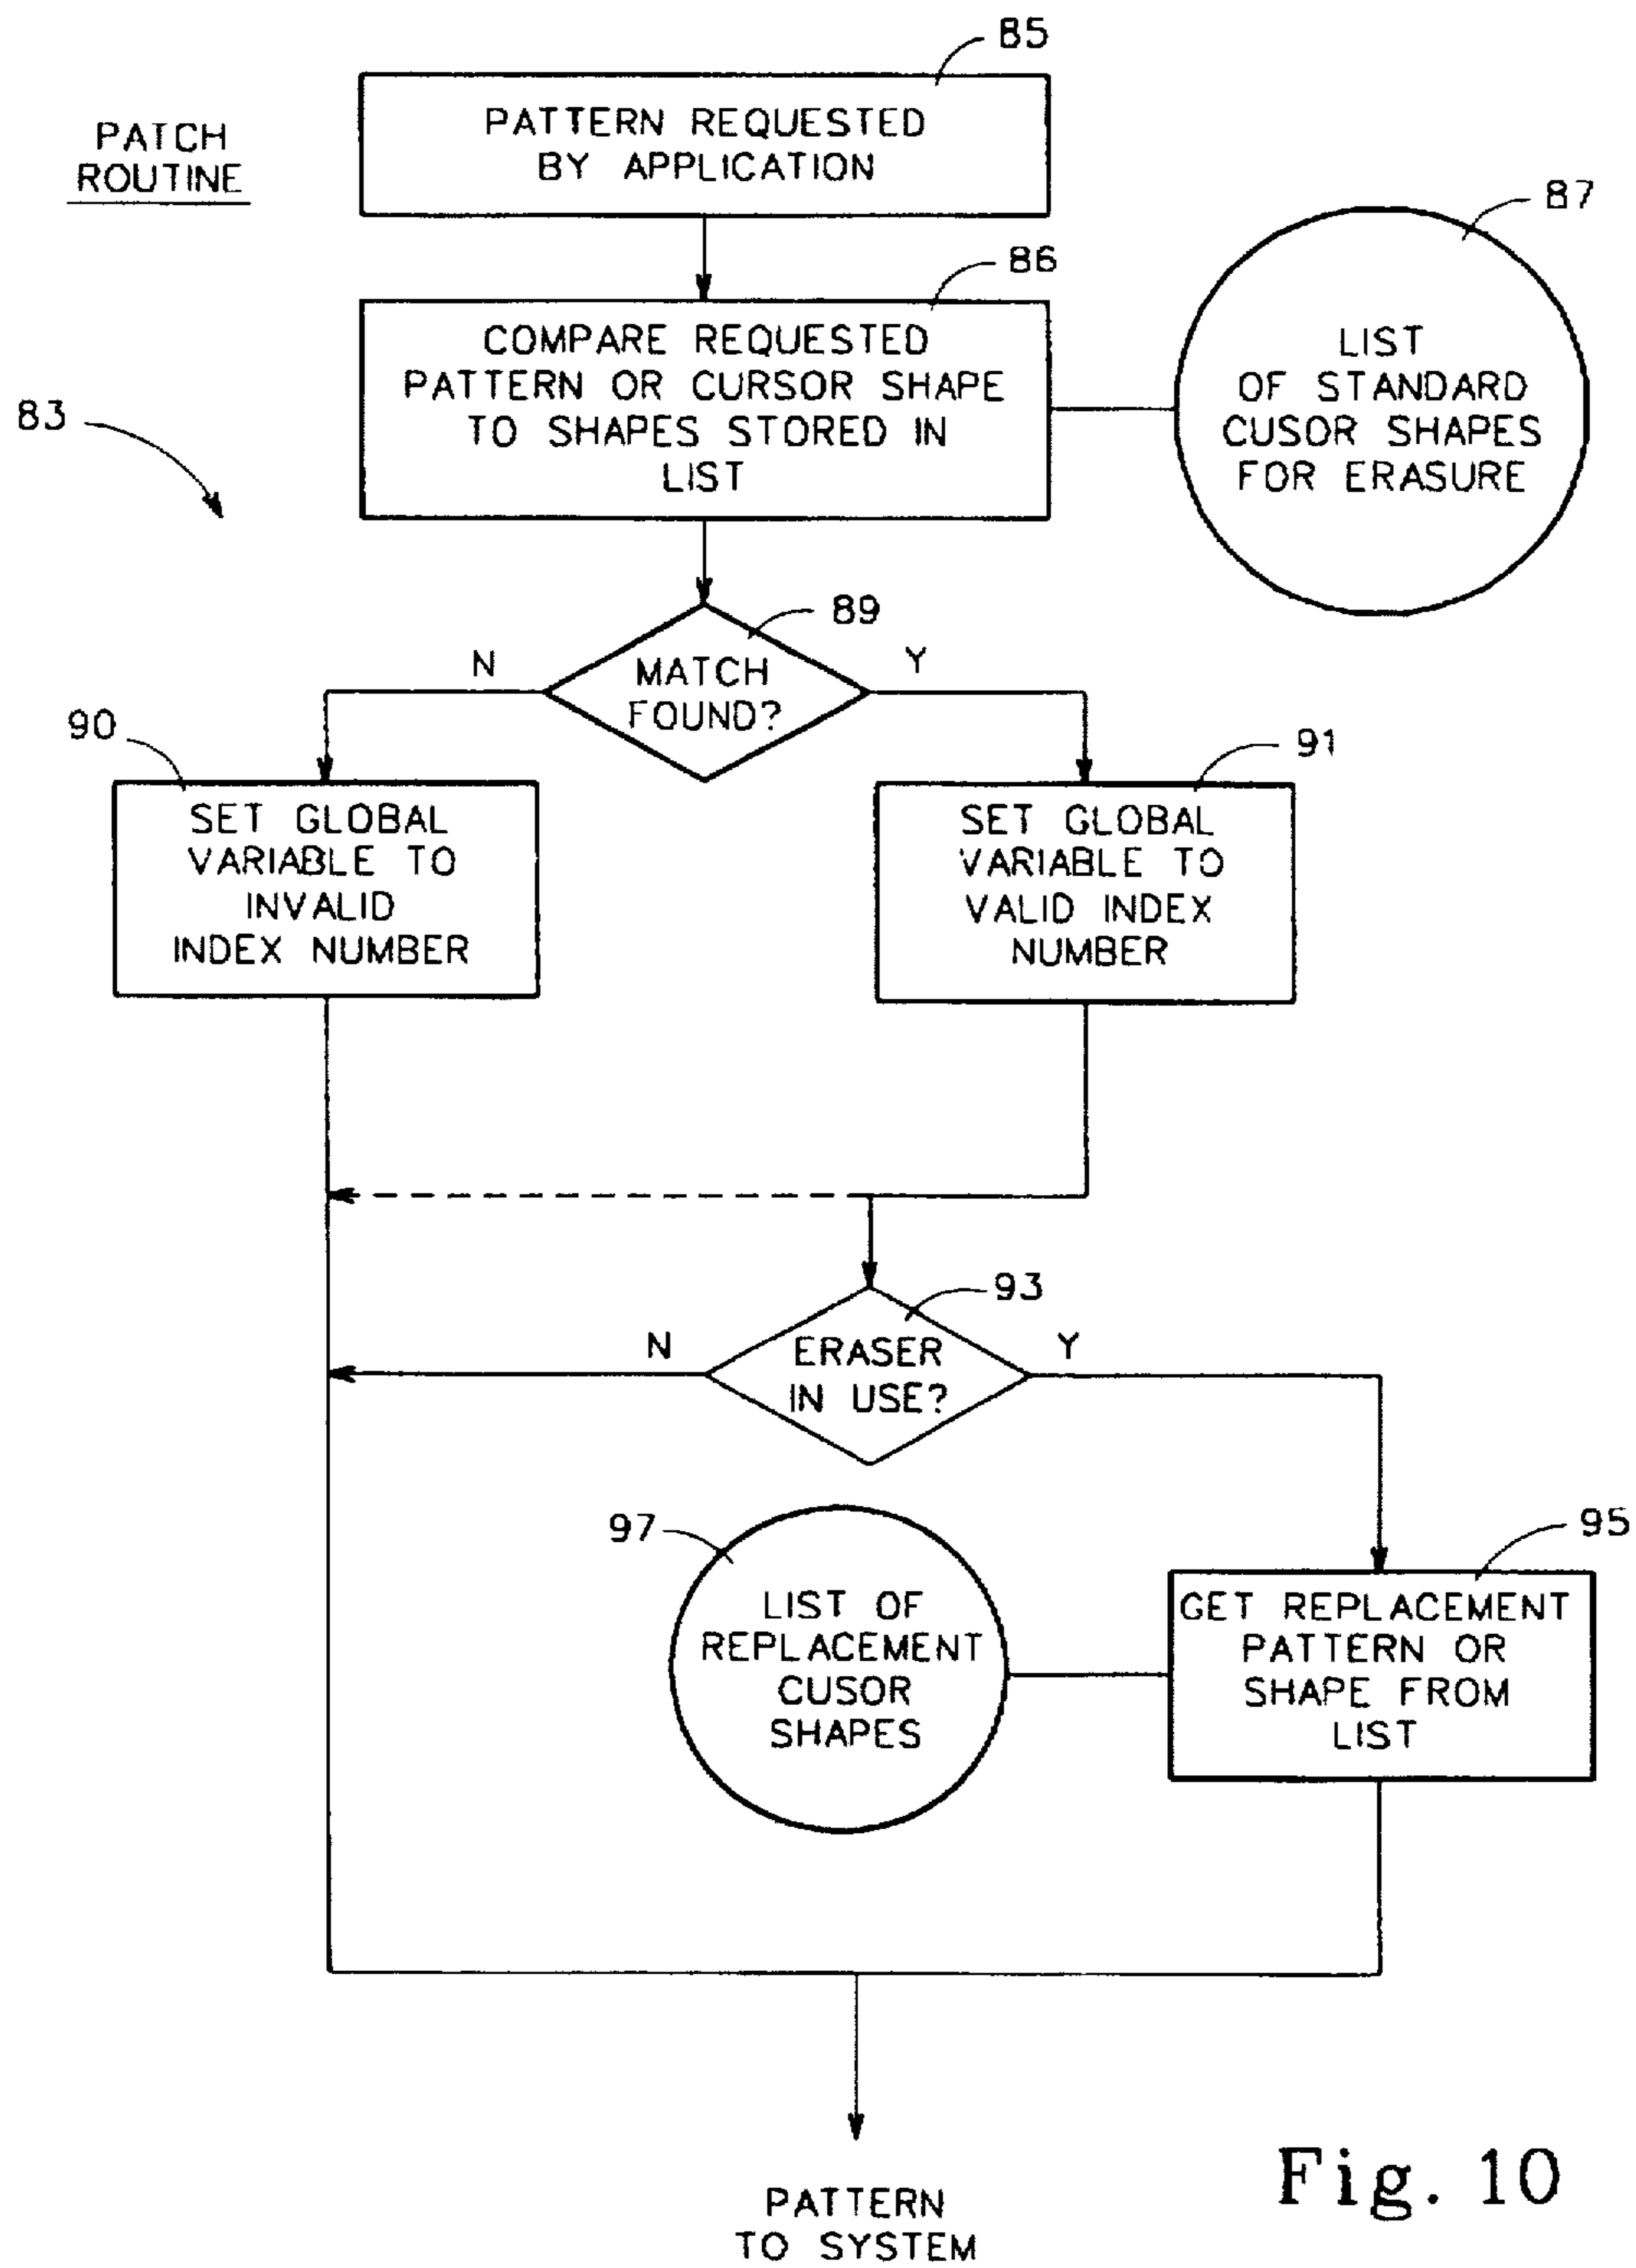 85
PATTERN REQUESTED
BY APPLICATION
PATCH
ROUTINE
87
86
COMPARE REQUESTED
PATTERN OR CURSOR SHAPE
TO SHAPES STORED IN
LIST
LIST
OF STANDARD
CUSOR SHAPES
FOR ERASURE
83
89
N
Y
MATCH
FOUND?
90
91
SET GLOBAL
VARIABLE TO
INVALID
INDEX NUMBER
SET GLOBAL
VARIABLE TO
VALID INDEX
NUMBER
93
N
Y
ERASER
IN USE?
97
95
LIST OF
REPLACEMENT
CUSOR
SHAPES
GET REPLACEMENT
PATTERN OR
SHAPE FROM
LIST
PATTERN
TO SYSTEM
Fig. 10